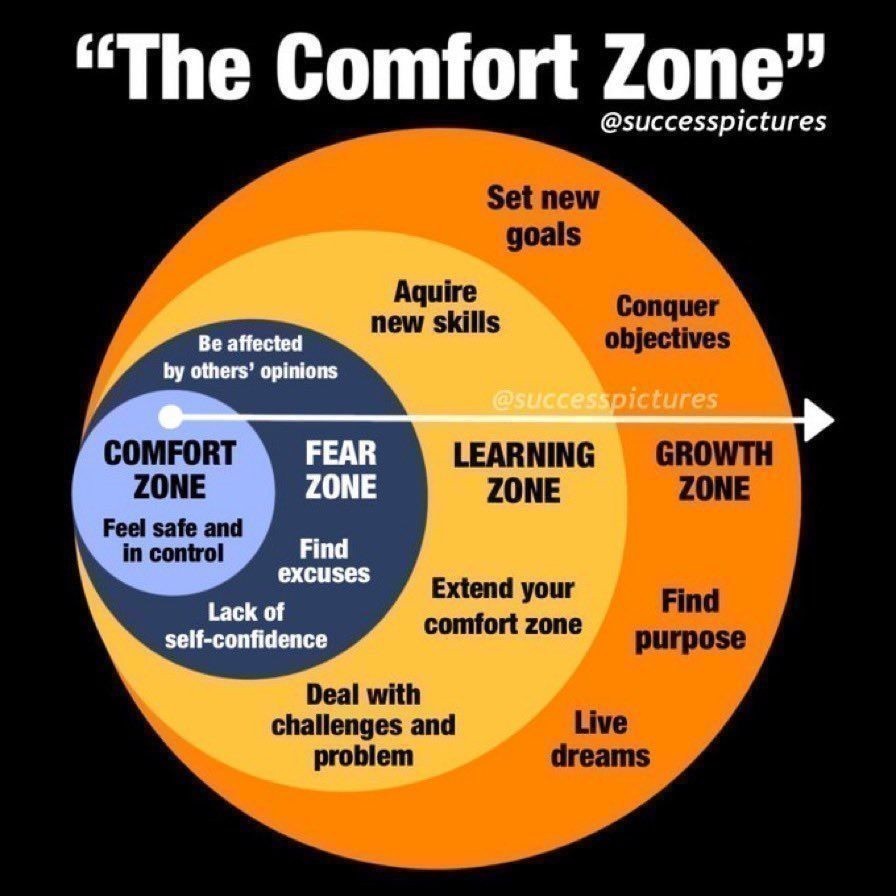 “The Comfort Zone”
@successpictures
Set new
goals
Aquire
new skills
Conquer
objectives
Be affected
by others’ opinions
@successpictures
COMFORT
ZONE
Feel safe and
in control
FEAR
ZONE
Find
excuses
Lack of
self-confidence
LEARNING
ZONE
Extend your
comfort zone
Deal with
challenges and
problem
GROWTH
ZONE
Find
purpose
Live
dreams